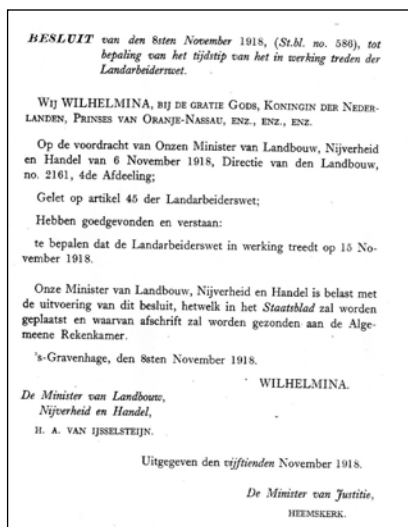 BESLUIT van den 8sten November 1918, (St.bl. no. 586), tot
bepaling van het tijdstip van het in werking treden der
Landarbeiderswet.
WIJ WILHELMINA, BIJ DE GRATIE GODS, KONINGIN DER NEDER-
LANDEN, PRINSES VAN ORANJE-NASSAU, ENZ., ENZ., ENZ.
Op de voordracht van Onzen Minister van Landbouw, Nijverheid
en Handel van 6 November 1918, Directie van den Landbouw,
no. 2161, 4de Afdeeling;
Gelet op artikel 45 der Landarbeiderswet;
Hebben goedgevonden en verstaan:
te bepalen dat de Landarbeiderswet in werking treedt op 15 No-
vember 1918.
Onze Minister van Landbouw, Nijverheid en Handel is belast met
de uitvoering van dit besluit, hetwelk in het Staatsblad zal worden
geplaatst en waarvan afschrift zal worden gezonden aan de Alge-
meene Rekenkamer.
's-Gravenhage, den 8sten November 1918.
WILHELMINA.
De Minister van Landbouw,
Nijverheid en Handel,
H. A. VAN IJSSELSTEIJN.
Uitgegeven den vijftienden November 1918.
De Minister van Justitie,
HEEMSKERK.